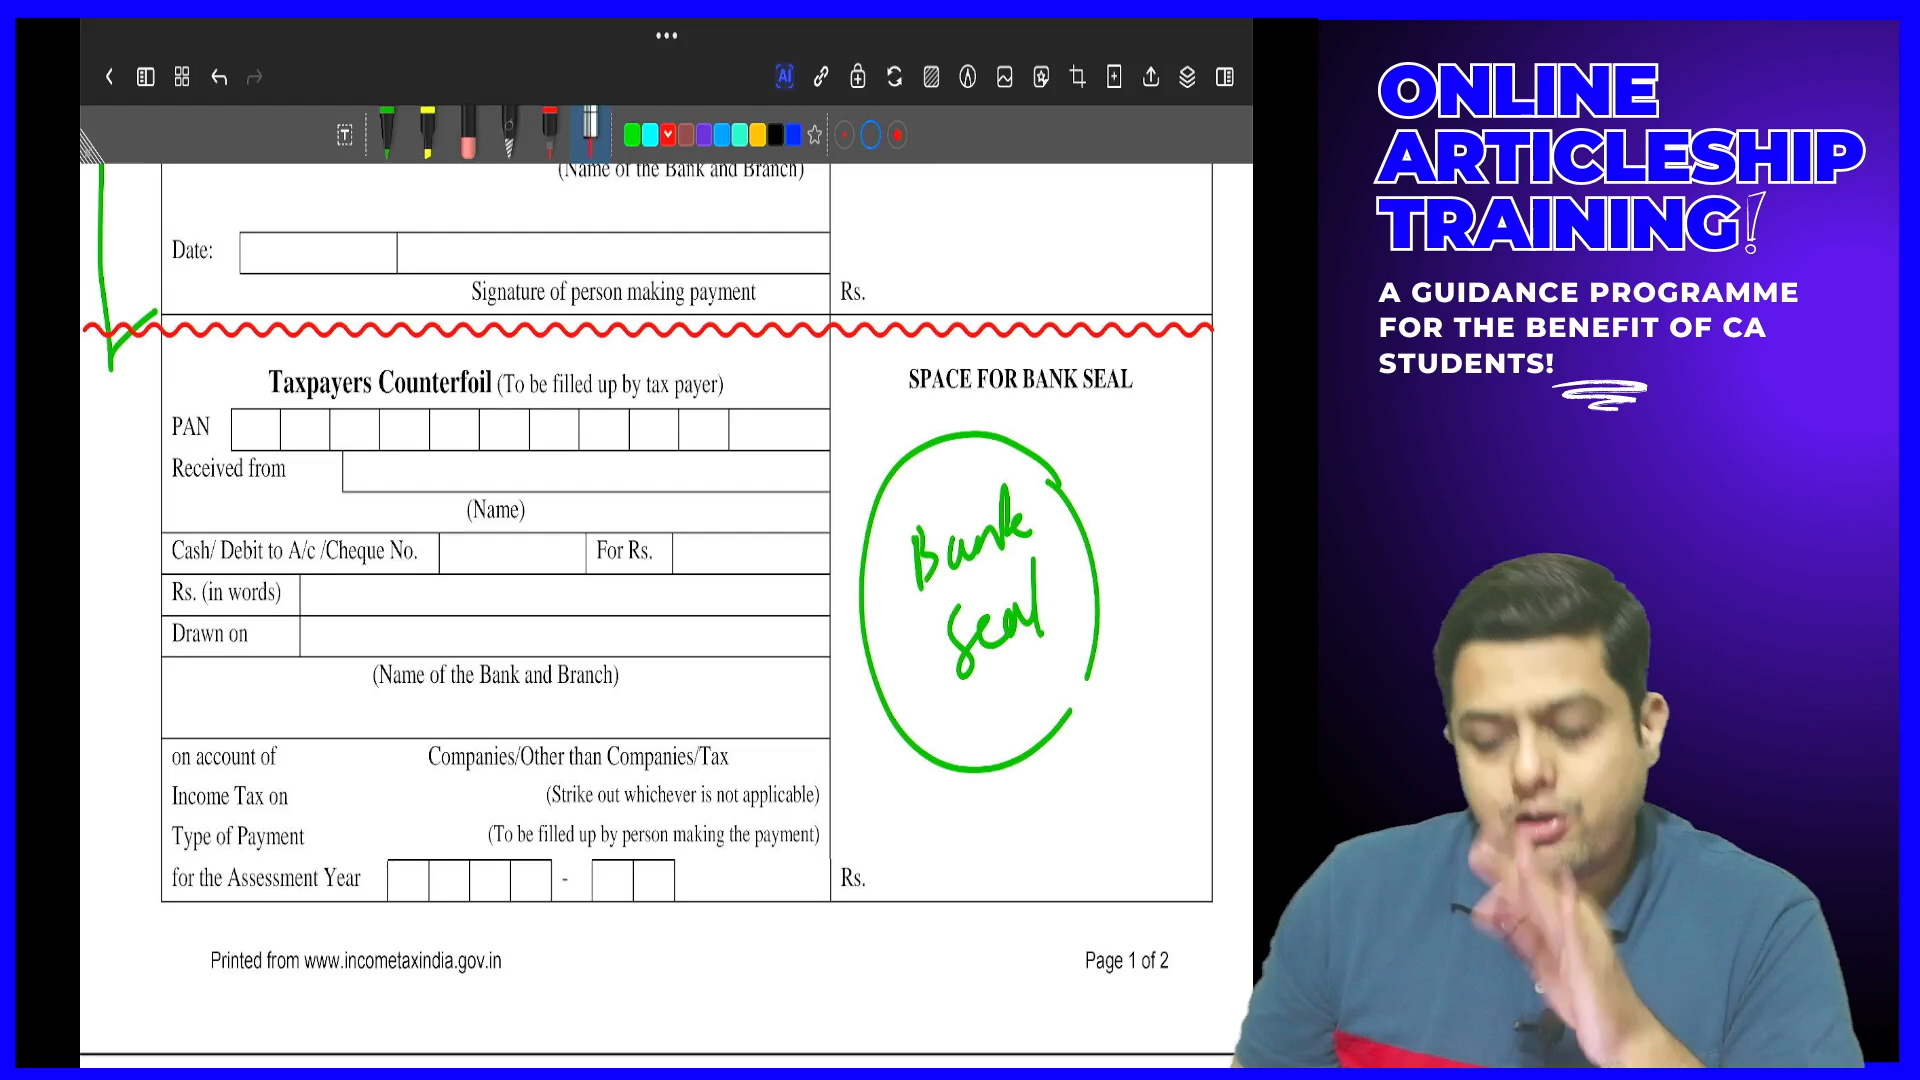 AI
T
(Name of the Bank and Branch)
Date:
Signature of person making payment
Rs.
Taxpayers Counterfoil (To be filled up by tax payer)
SPACE FOR BANK SEAL
PAN
Received from
(Name)
Cash/ Debit to A/c /Cheque No.
For Rs.
Rs. (in words)
Drawn on
(Name of the Bank and Branch)
Bank
Seal
on account of
Companies/Other than Companies/Tax
Income Tax on
(Strike out whichever is not applicable)
Type of Payment
(To be filled up by person making the payment)
for the Assessment Year
-
Rs.
Printed from www.incometaxindia.gov.in
Page 1 of 2
ONLINE
ARTICLESHIP
TRAINING!
A GUIDANCE PROGRAMME
FOR THE BENEFIT OF CA
STUDENTS!